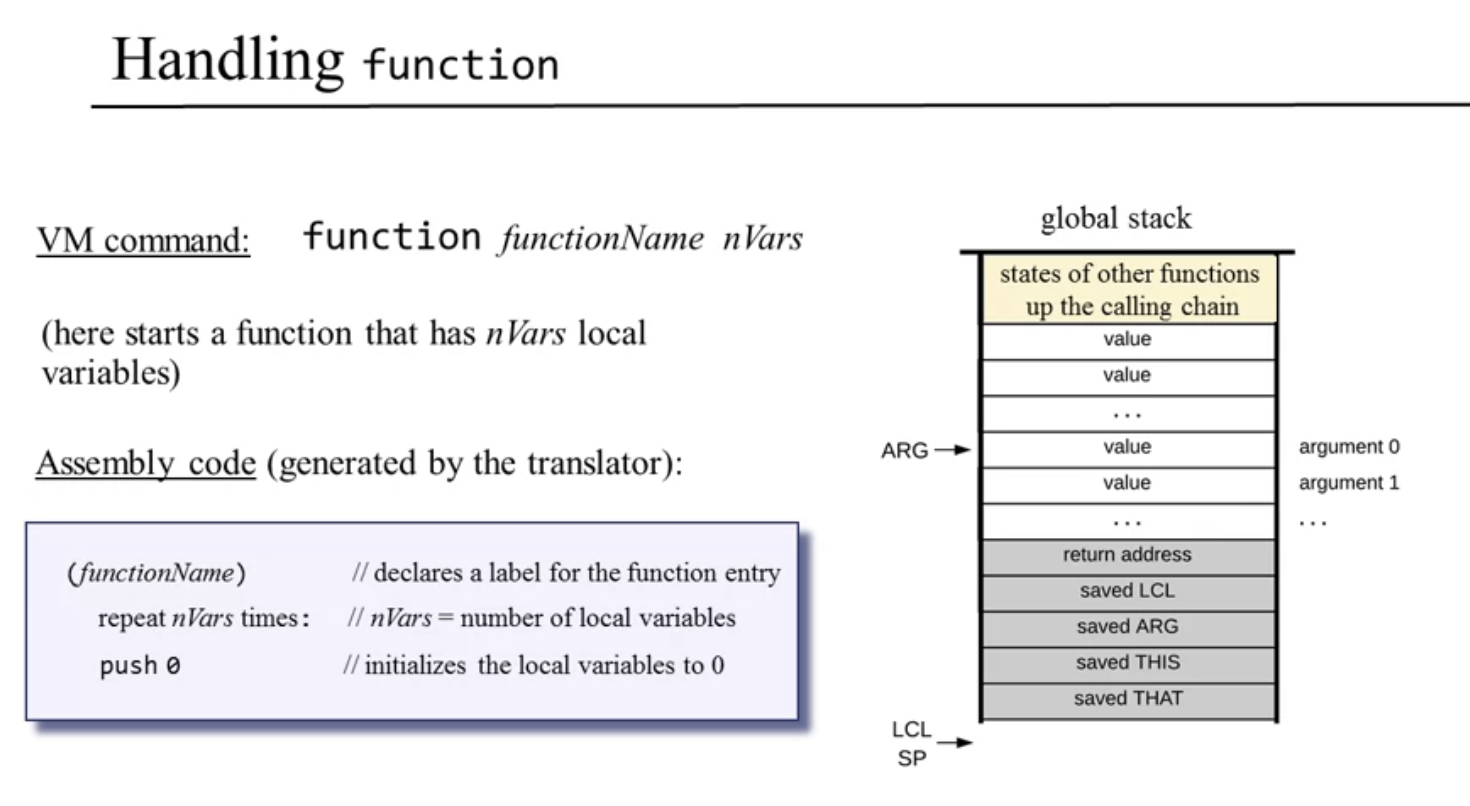 Handling function
VM command: function functionName nVars
(here starts a function that has nVars local
variables)
Assembly code (generated by the translator):
(functionName) // declares a label for the function entry
repeat nVars times: // nVars = number of local variables
push 0 // initializes the local variables to 0
global stack
states of other functions
up the calling chain
value
value
...
ARG value argument 0
value argument 1
... ...
return address
saved LCL
saved ARG
saved THIS
saved THAT
LCL
SP